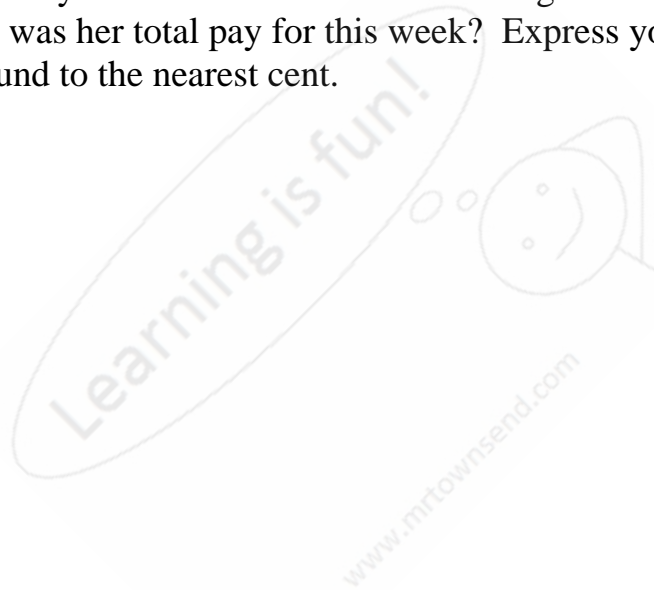 was her total pay for this week? Express yo
und to the nearest cent.
Learning is fun!
www.mrtownsend.com